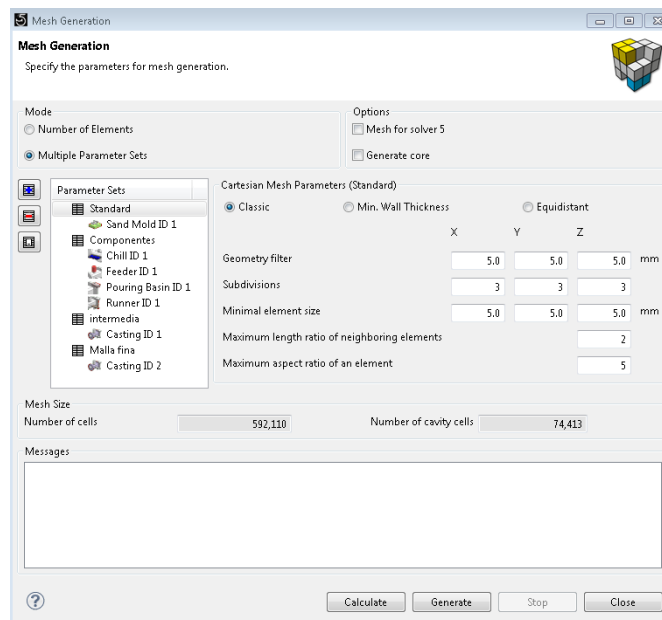 Mesh Generation
Mesh Generation
Specify the parameters for mesh generation.
Mode
Options
Number of Elements
Mesh for solver 5
Multiple Parameter Sets
Generate core
Parameter Sets
Cartesian Mesh Parameters (Standard)
Standard
Classic
Min. Wall Thickness
Equidistant
Sand Mold ID 1
X Y Z
Componentes
Chill ID 1
Geometry filter 5.0 5.0 5.0 mm
Feeder ID 1
Pouring Basin ID 1
Subdivisions 3 3 3
Runner ID 1
Minimal element size 5.0 5.0 5.0 mm
intermedia
Casting ID 1
Maximum length ratio of neighboring elements 2
Malla fina
Casting ID 2
Maximum aspect ratio of an element 5
Mesh Size
Number of cells 592,110 Number of cavity cells 74,413
Messages
?
Calculate Generate Stop Close